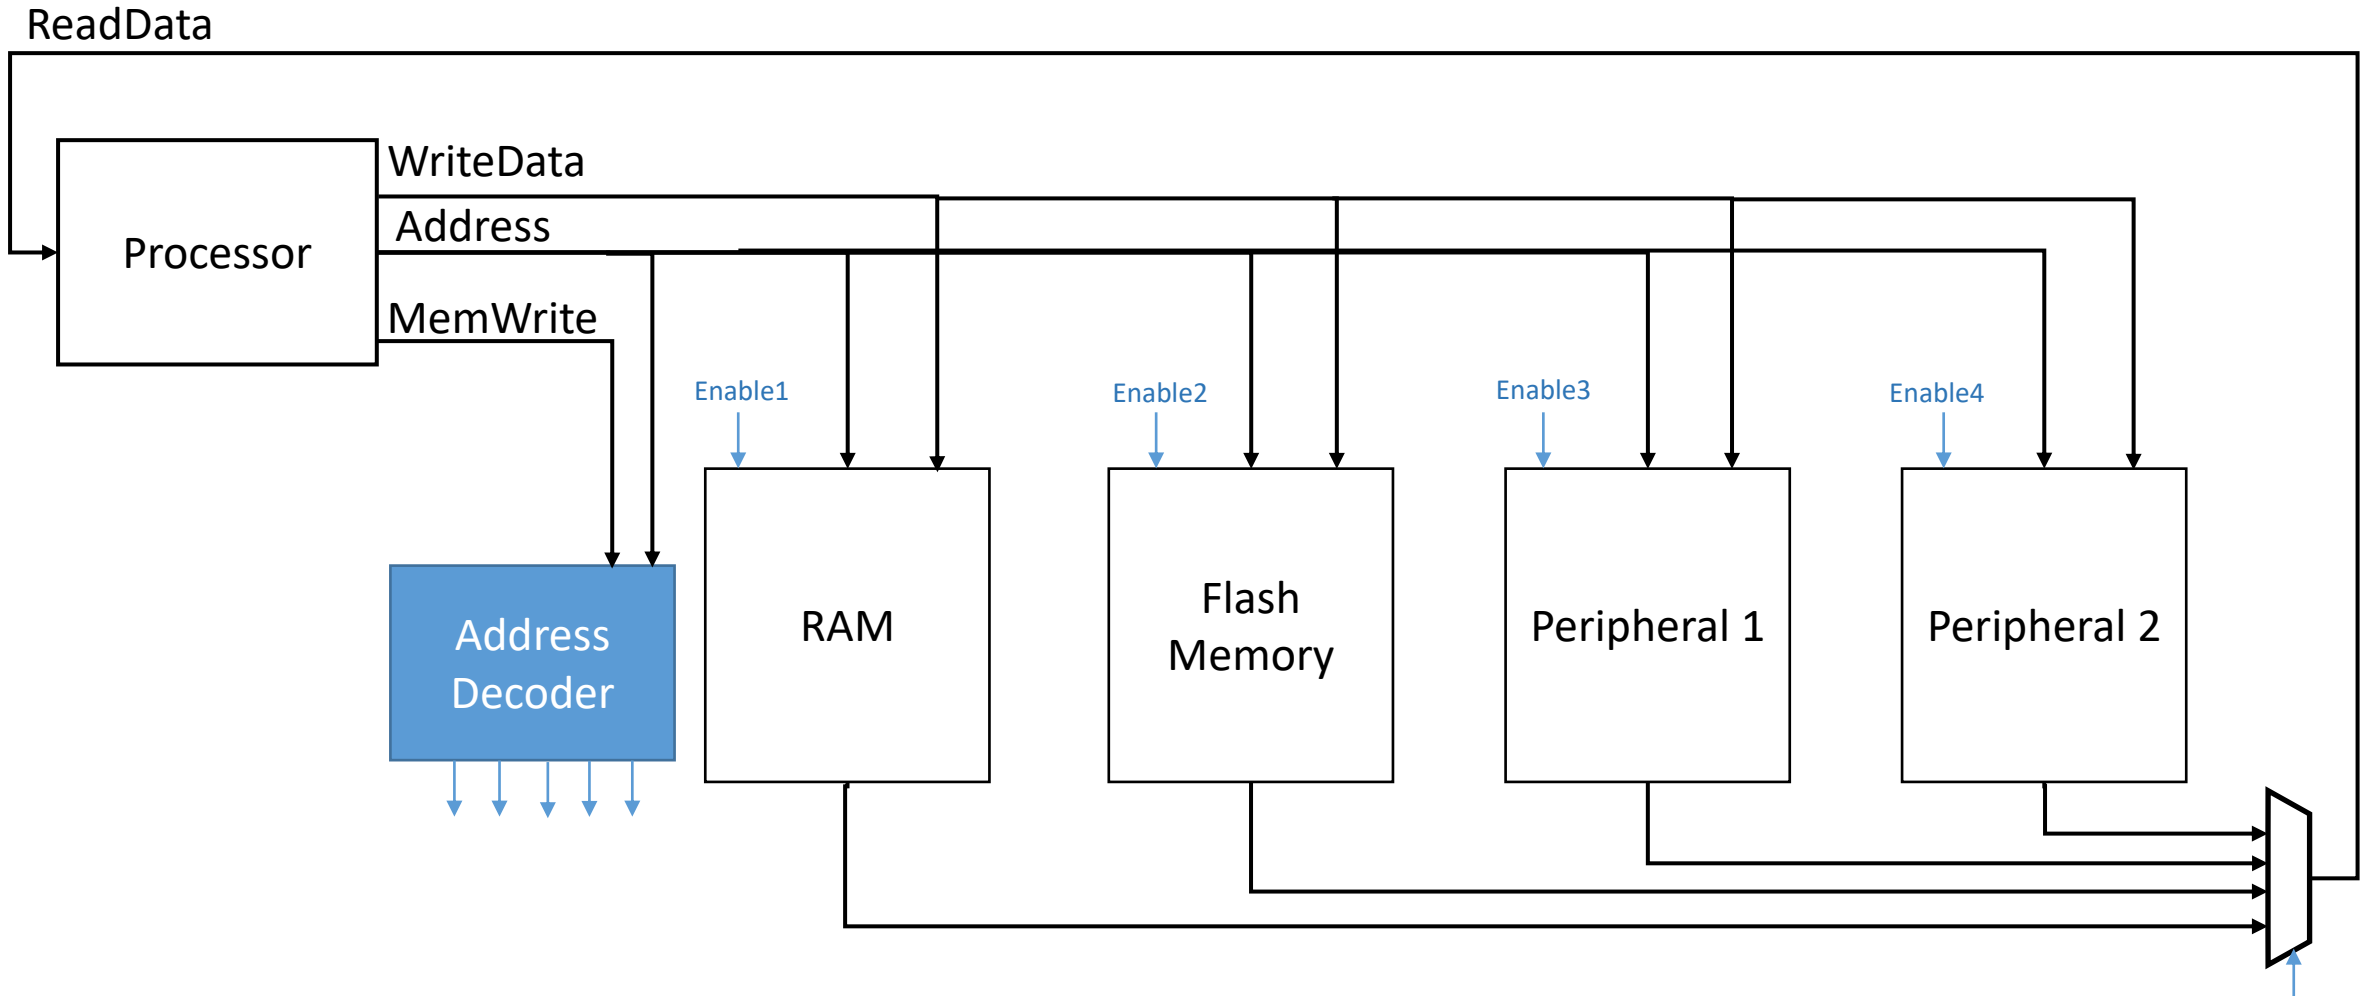 ReadData
WriteData
Address
Processor
MemWrite
Enable1
Enable2
Enable3
Enable4
Address
Decoder
RAM
Flash
Memory
Peripheral 1
Peripheral 2